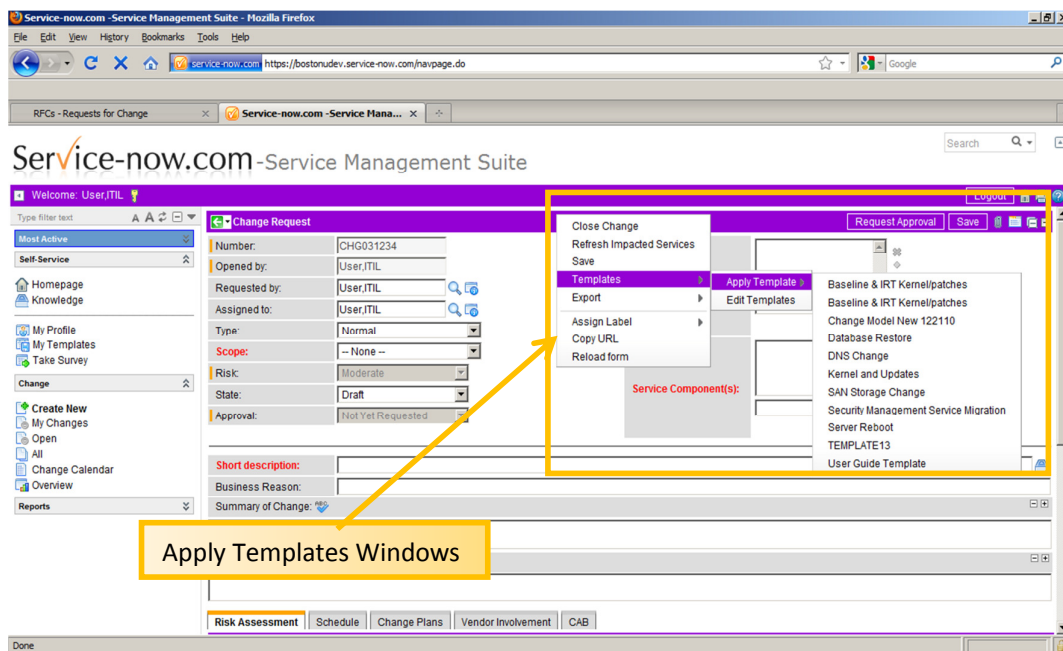 Service-now.com -Service Management Suite - Mozilla Firefox
File Edit View History Bookmarks Tools Help
service-now.com https://bostonudev.service-now.com/navpage.do
Google
RFCs - Requests for Change
Service-now.com -Service Mana...
Service-now.com -Service Management Suite
Search
Welcome: User,ITIL
Logout
Type filter text
A A
Change Request
Request Approval Save
Most Active
Self-Service
Homepage
Knowledge
My Profile
My Templates
Take Survey
Change
Create New
My Changes
Open
All
Change Calendar
Overview
Reports
Number: CHG031234
Opened by: User,ITIL
Requested by: User,ITIL
Assigned to: User,ITIL
Type: Normal
Scope: -- None --
Risk: Moderate
State: Draft
Approval: Not Yet Requested
Close Change
Refresh Impacted Services
Save
Templates
Export
Assign Label
Copy URL
Reload form
Apply Template
Edit Templates
Baseline & IRT Kernel/patches
Baseline & IRT Kernel/patches
Change Model New 122110
Database Restore
DNS Change
Kernel and Updates
SAN Storage Change
Security Management Service Migration
Server Reboot
TEMPLATE13
User Guide Template
Service Component(s):
Short description:
Business Reason:
Summary of Change:
Apply Templates Windows
Risk Assessment Schedule Change Plans Vendor Involvement CAB
Done